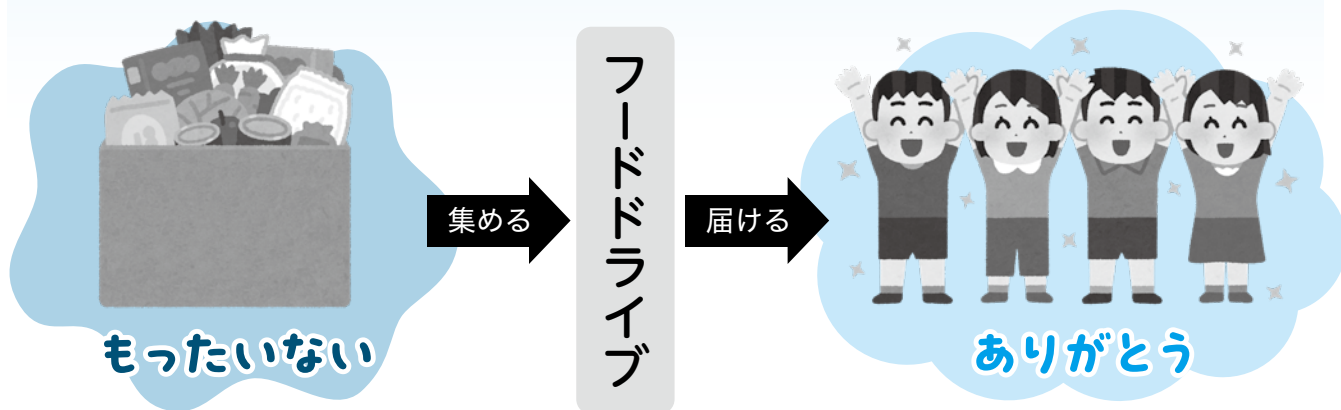 もったいない
集める
フードドライブ
届ける
ありがとう